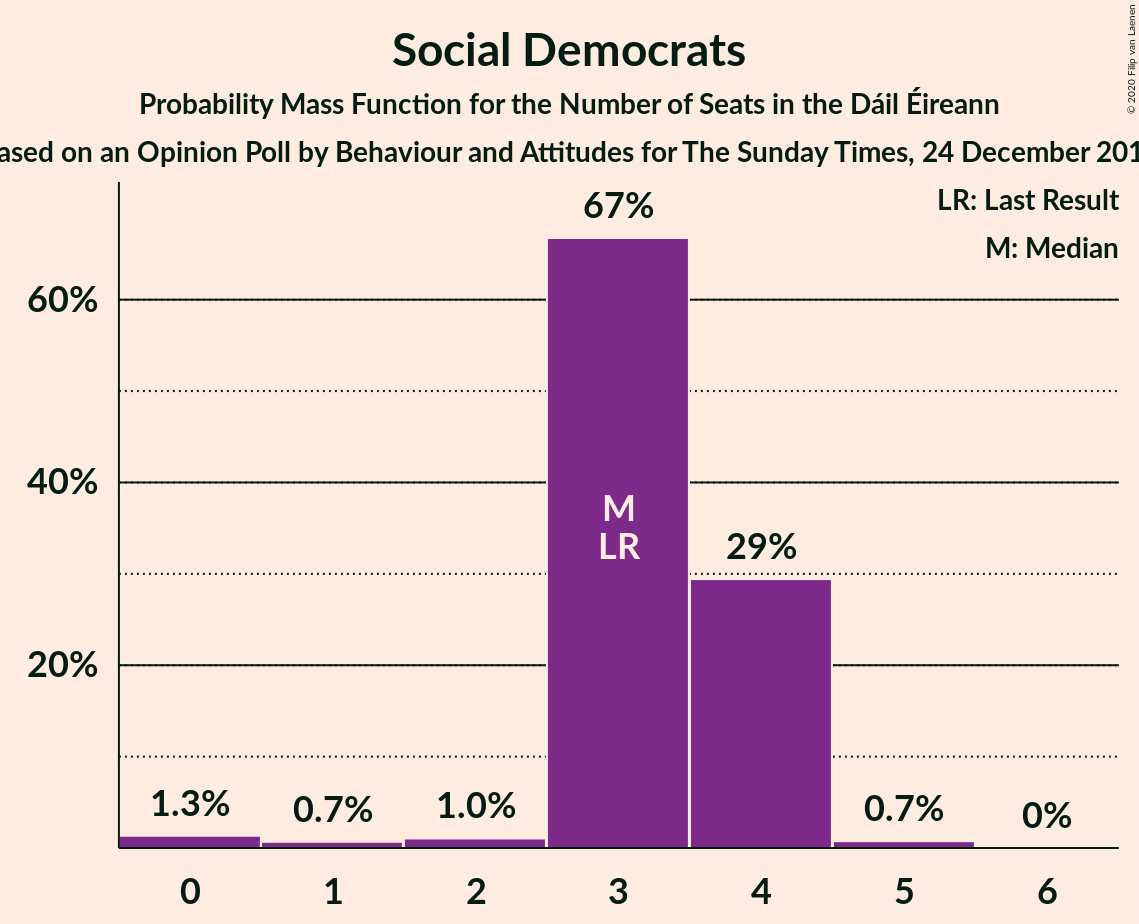 Social Democrats
Probability Mass Function for the Number of Seats in the Dáil Éireann
ased on an Opinion Poll by Behaviour and Attitudes for The Sunday Times, 24 December 201
© 2020 Filip van Laenen
LR: Last Result
M: Median
67%
60%
40%
M
LR
29%
20%
1.3%
0.7%
1.0%
0.7%
0%
0 1 2 3 4 5 6